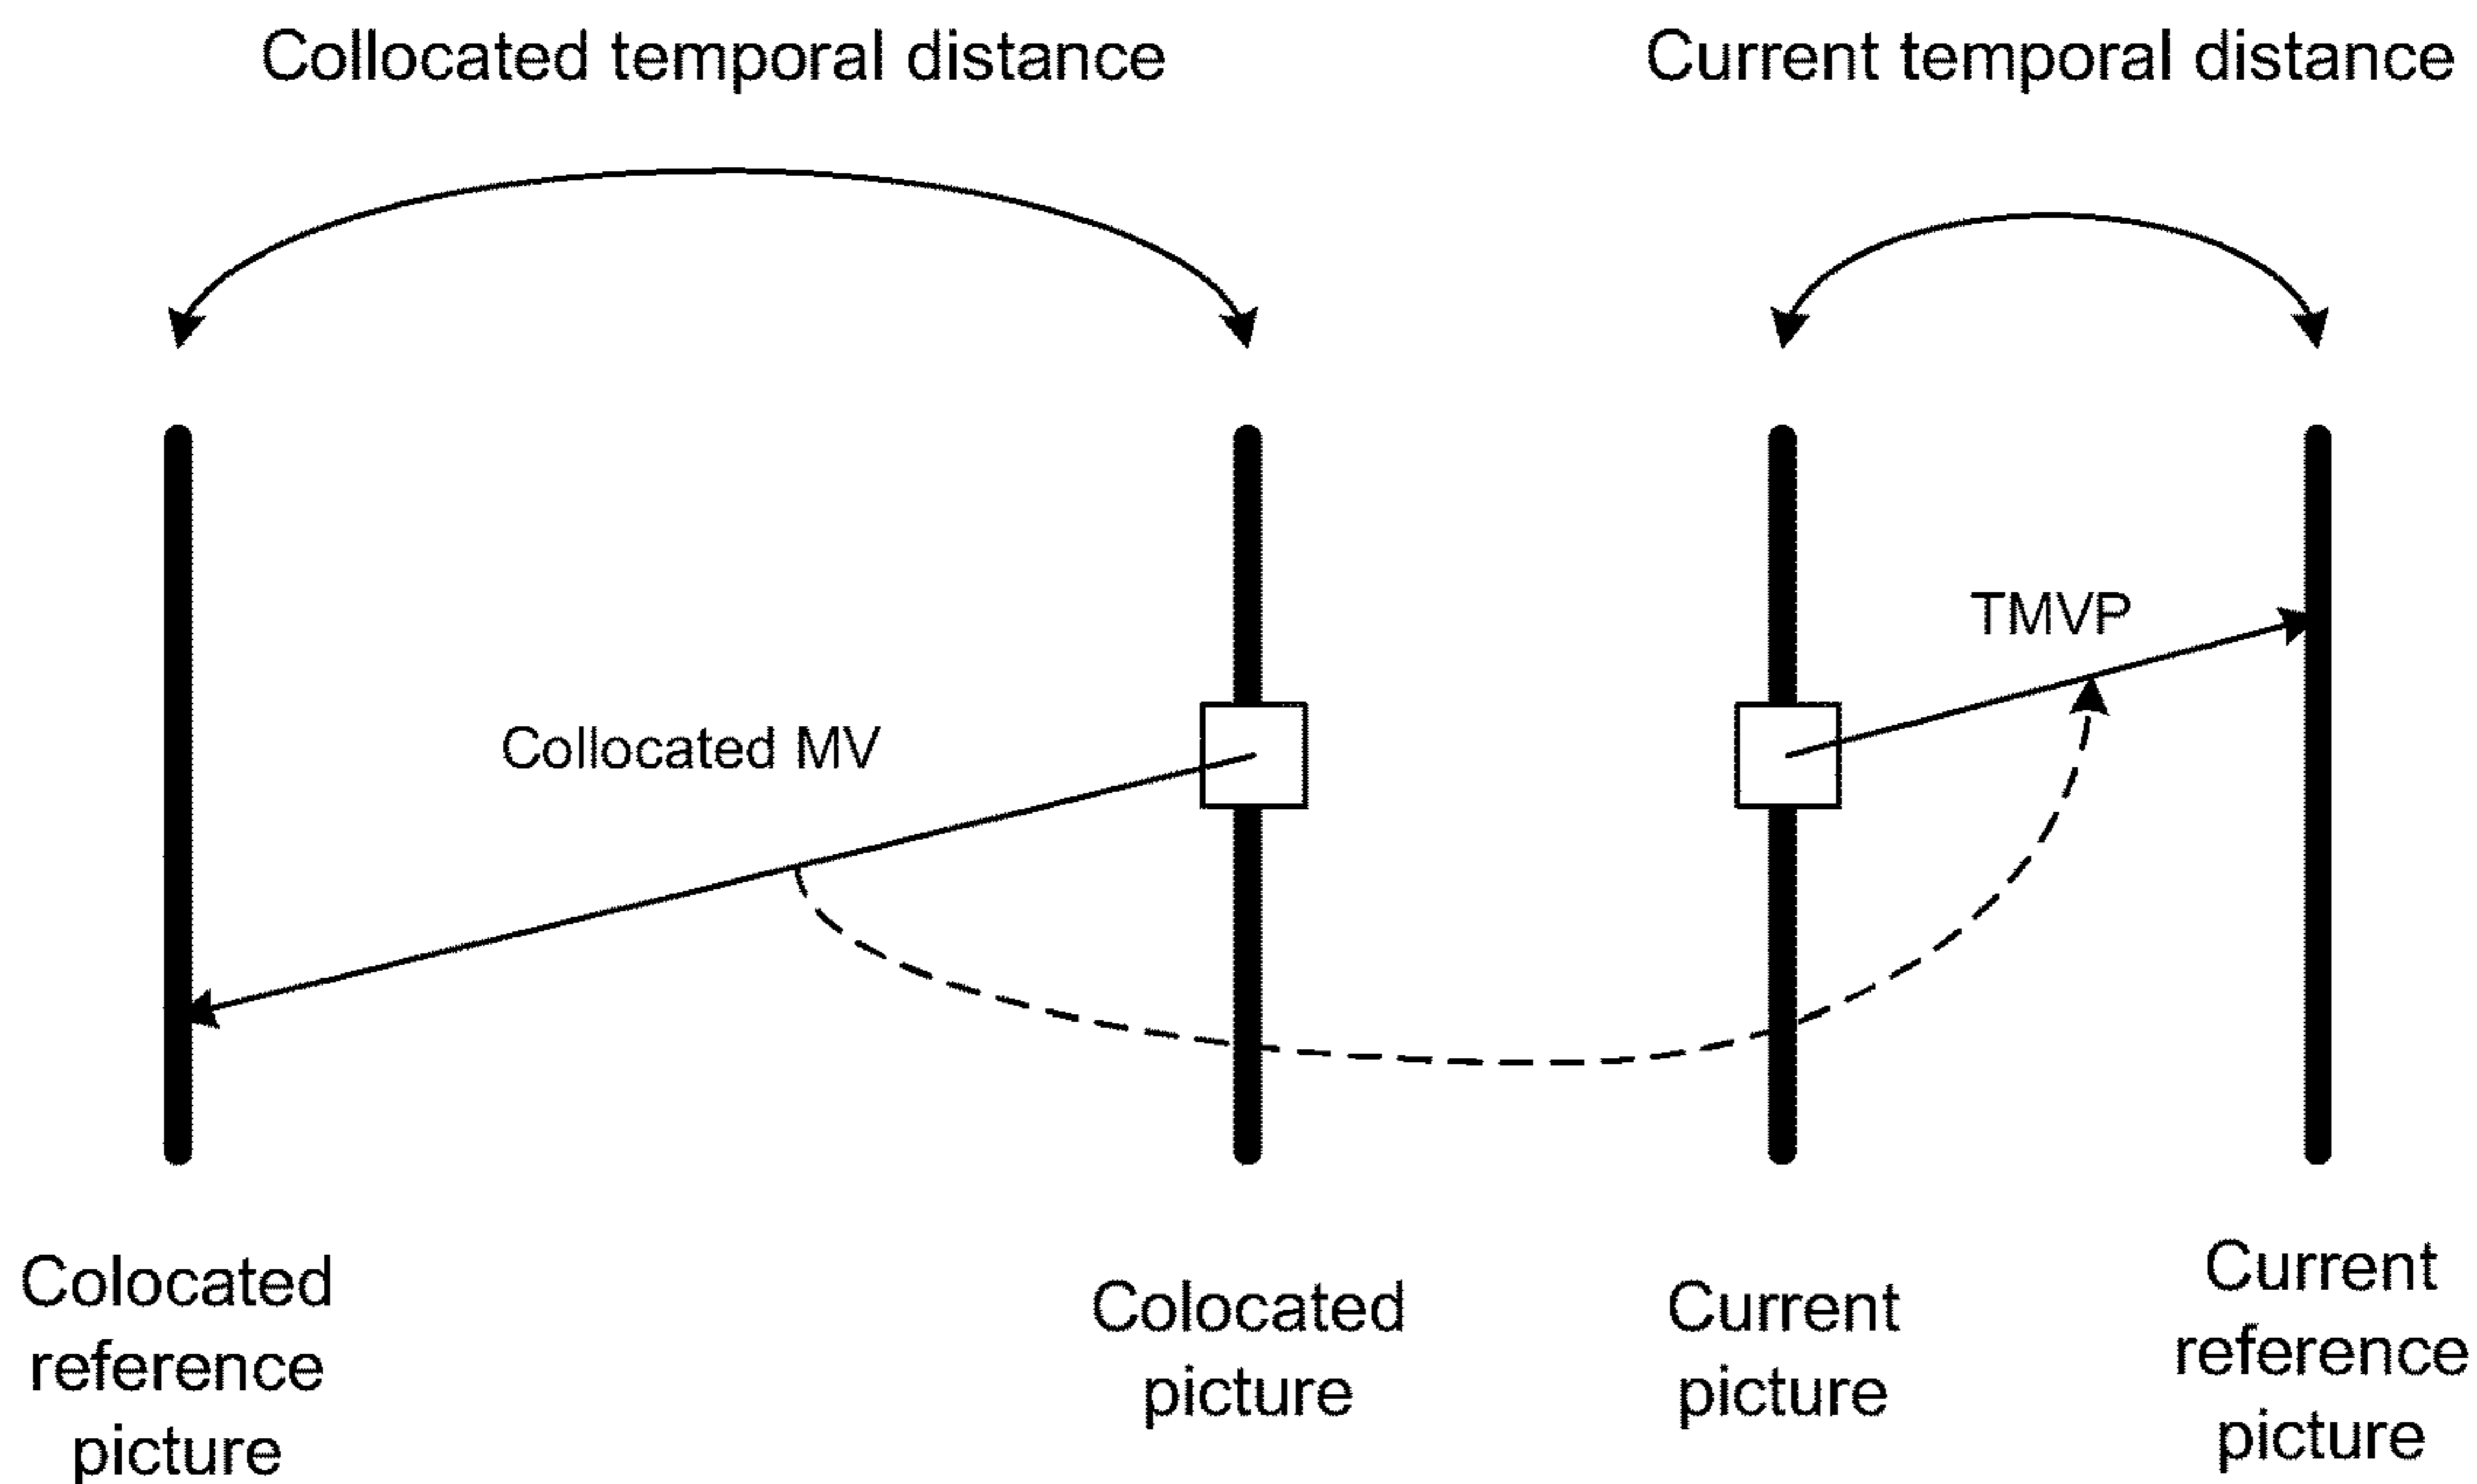 Collocated temporal distance
Current temporal distance
TMVP
Collocated MV
Colocated
reference
picture
Colocated
picture
Current
picture
Current
reference
picture